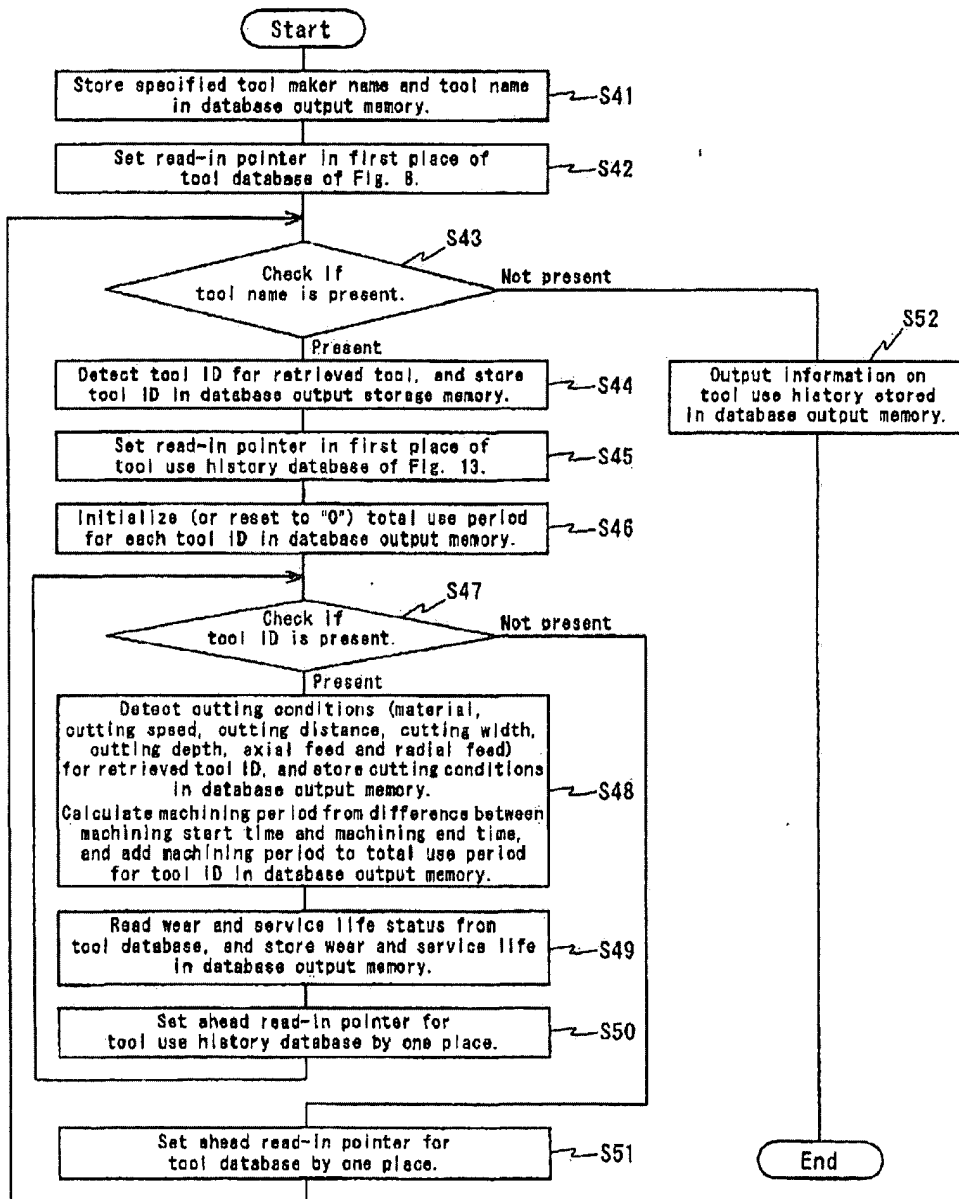 Start
Store specified tool maker name and tool name
in database output memory.
S41
Set read-in pointer in first place of
tool database of Fig. 8.
S42
S43
Check if
tool name is present.
Not present
Present
S52
Detect tool ID for retrieved tool, and store
tool ID in database output storage memory.
S44
Output information on
tool use history stored
in database output memory.
Set read-in pointer in first place of
tool use history database of Fig. 13.
S45
Initialize (or reset to "0") total use period
for each tool ID in database output memory.
S46
S47
Check if
tool ID is present.
Not present
Present
Detect cutting conditions (material,
cutting speed, cutting distance, cutting width,
cutting depth, axial feed and radial feed)
for retrieved tool ID, and store cutting conditions
in database output memory.
Calculate machining period from difference between
machining start time and machining end time,
and add machining period to total use period
for tool ID in database output memory.
S48
Read wear and service life status from
tool database, and store wear and service life
in database output memory.
S49
Set ahead read-in pointer for
tool use history database by one place.
S50
Set ahead read-in pointer for
tool database by one place.
S51
End